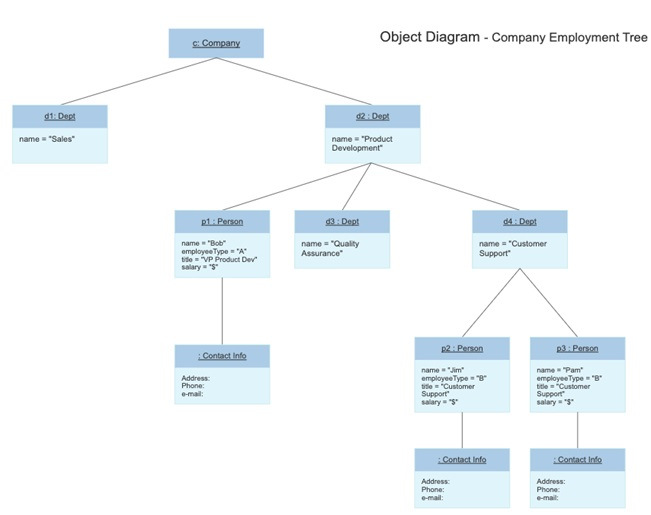 Object Diagram - Company Employment Tree
c: Company
d1: Dept
name = "Sales"
d2 : Dept
name = "Product
Development"
p1 : Person
name = "Bob"
employeeType = "A"
title = "VP Product Dev"
salary = "$"
d3 : Dept
name = "Quality
Assurance"
d4 : Dept
name = "Customer
Support"
: Contact Info
Address:
Phone:
e-mail:
p2 : Person
name = "Jim"
employeeType = "B"
title = "Customer
Support"
salary = "$"
p3 : Person
name = "Pam"
employeeType = "B"
title = "Customer
Support"
salary = "$"
: Contact Info
Address:
Phone:
e-mail:
: Contact Info
Address:
Phone:
e-mail: